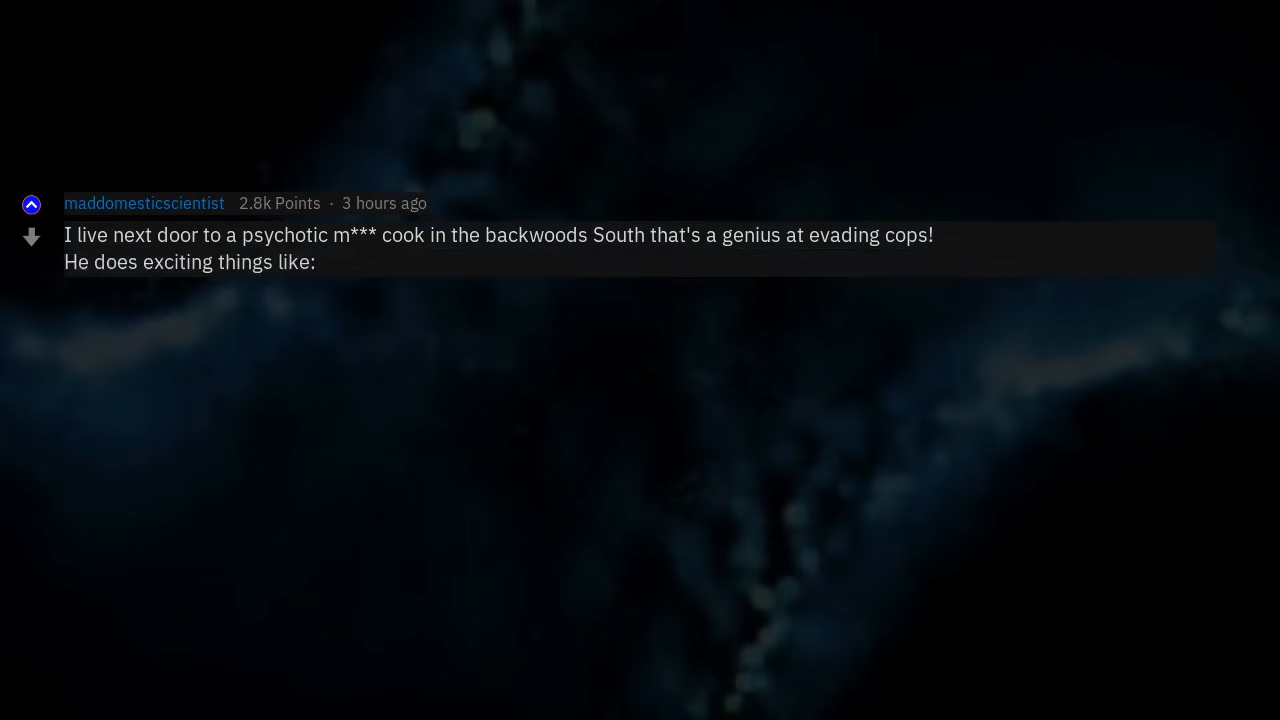 maddomesticscientist 2.8k Points · 3 hours ago
I live next door to a psychotic m*** cook in the backwoods South that's a genius at evading cops!
He does exciting things like: